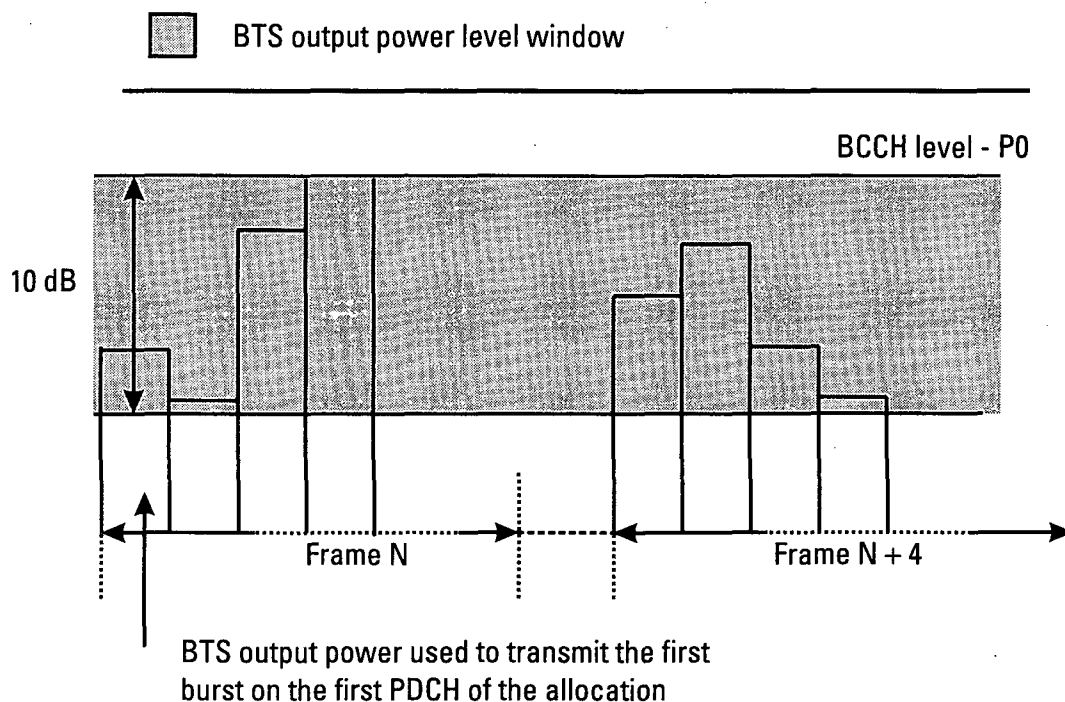 BTS output power level window
BCCH level - P0
10 dB
Frame N
Frame N + 4
BTS output power used to transmit the first
burst on the first PDCH of the allocation